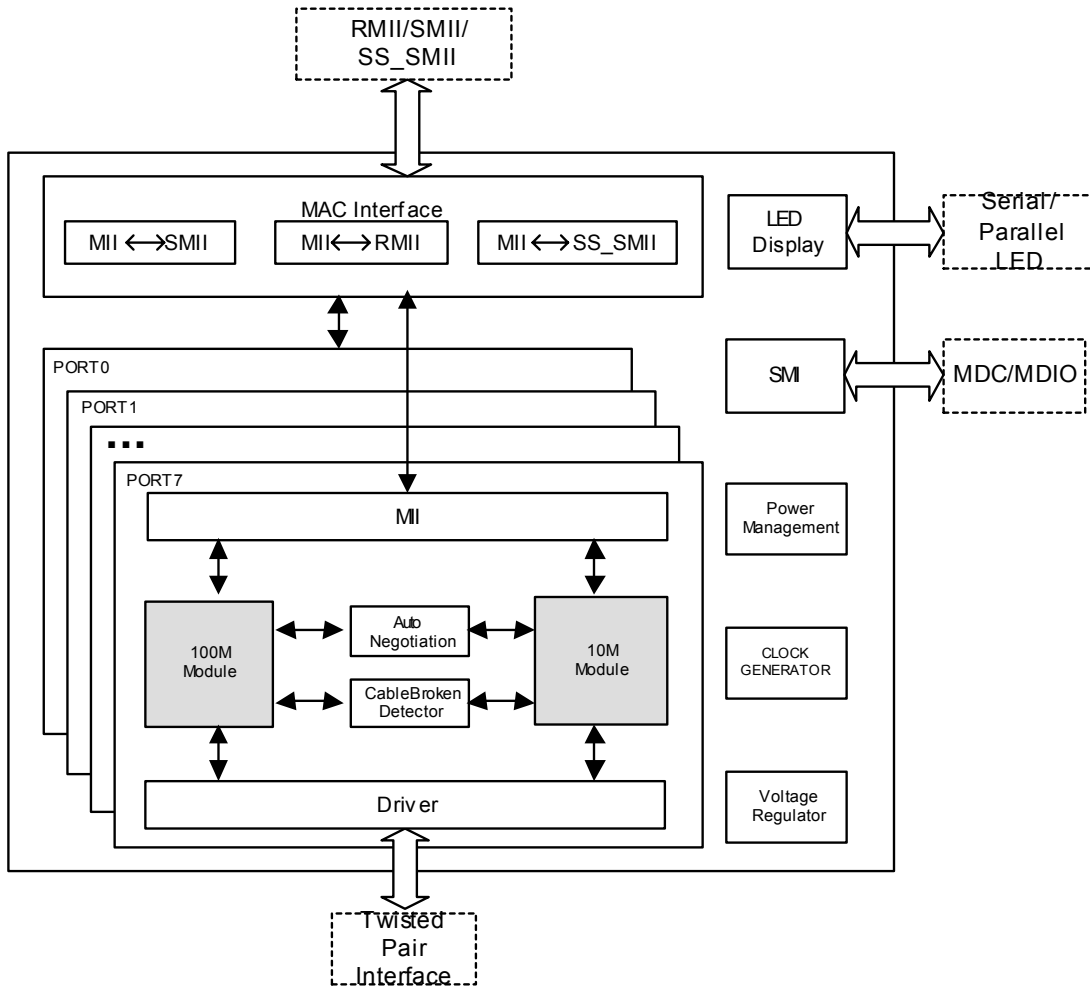 RMII/SMII/
SS_SMII
MAC Interface
MII SMII
MII RMII
MII SS_SMII
LED
Display
Serial/
Parallel
LED
PORT0
SMI
MDC/MDIO
PORT1
...
PORT7
MII
Power
Management
100M
Module
Auto
Negotiation
10M
Module
CLOCK
GENERATOR
CableBroken
Detector
Driver
Voltage
Regulator
Twisted
Pair
Interface